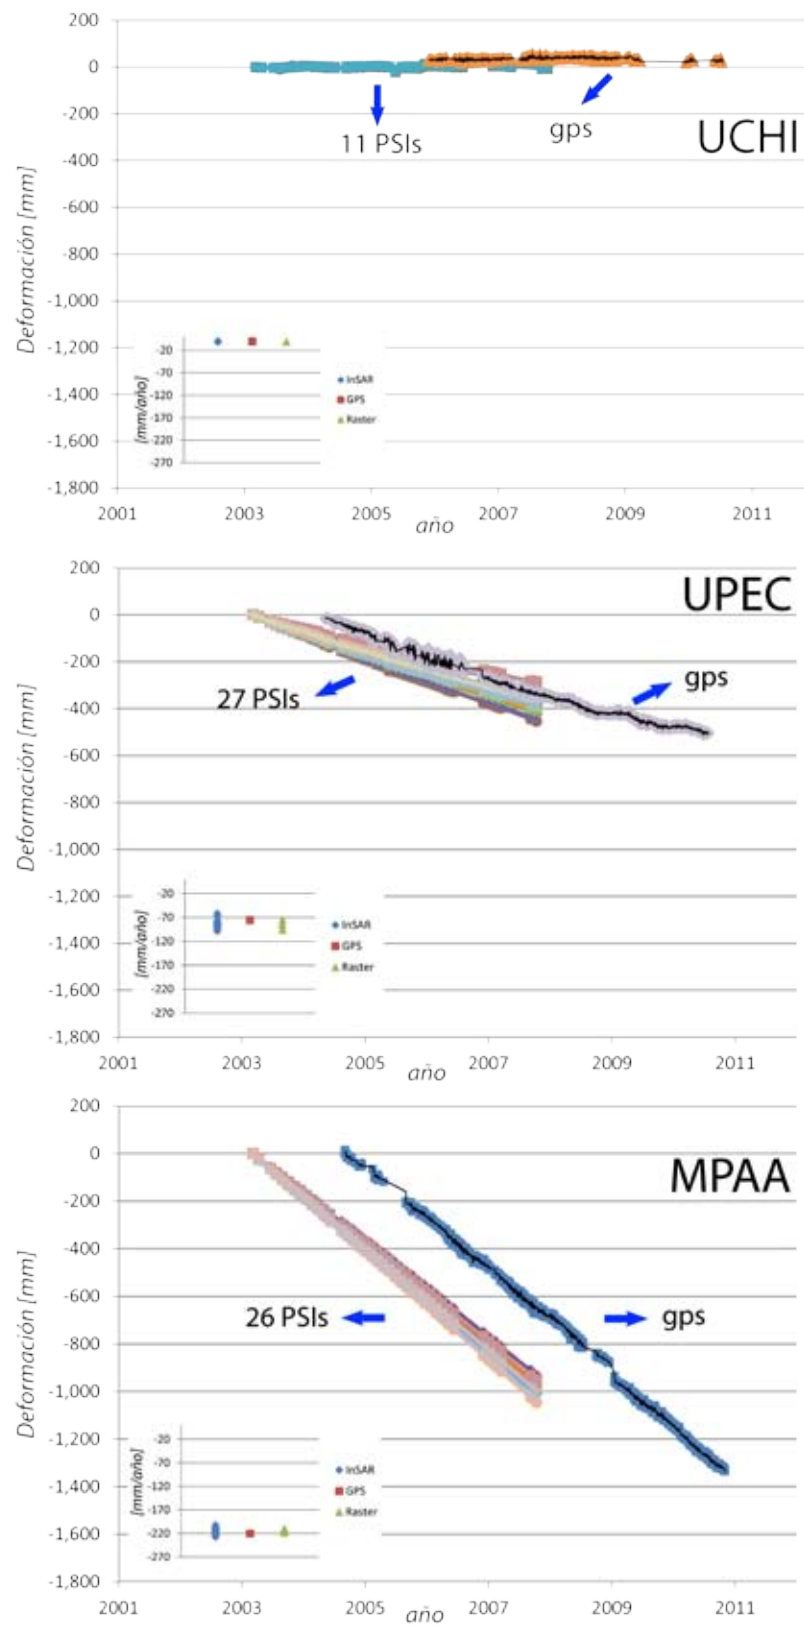 200
0
-200
-400
-600
-800
-1,000
-1,200
-1,400
-1,600
-1,800
Deformación [mm]
11 PSIs
gps
UCHI
-20
-70
-120
-170
-220
-270
[mm/año]
InSAR
GPS
Raster
2001 2003 2005 2007 2009 2011
año
200
0
-200
-400
-600
-800
-1,000
-1,200
-1,400
-1,600
-1,800
Deformación [mm]
UPEC
27 PSIs
gps
-20
-70
-120
-170
-220
-270
[mm/año]
InSAR
GPS
Raster
2001 2003 2005 2007 2009 2011
año
200
0
-200
-400
-600
-800
-1,000
-1,200
-1,400
-1,600
-1,800
Deformación [mm]
MPAA
26 PSIs
gps
-20
-70
-120
-170
-220
-270
[mm/año]
InSAR
GPS
Raster
2001 2003 2005 2007 2009 2011
año